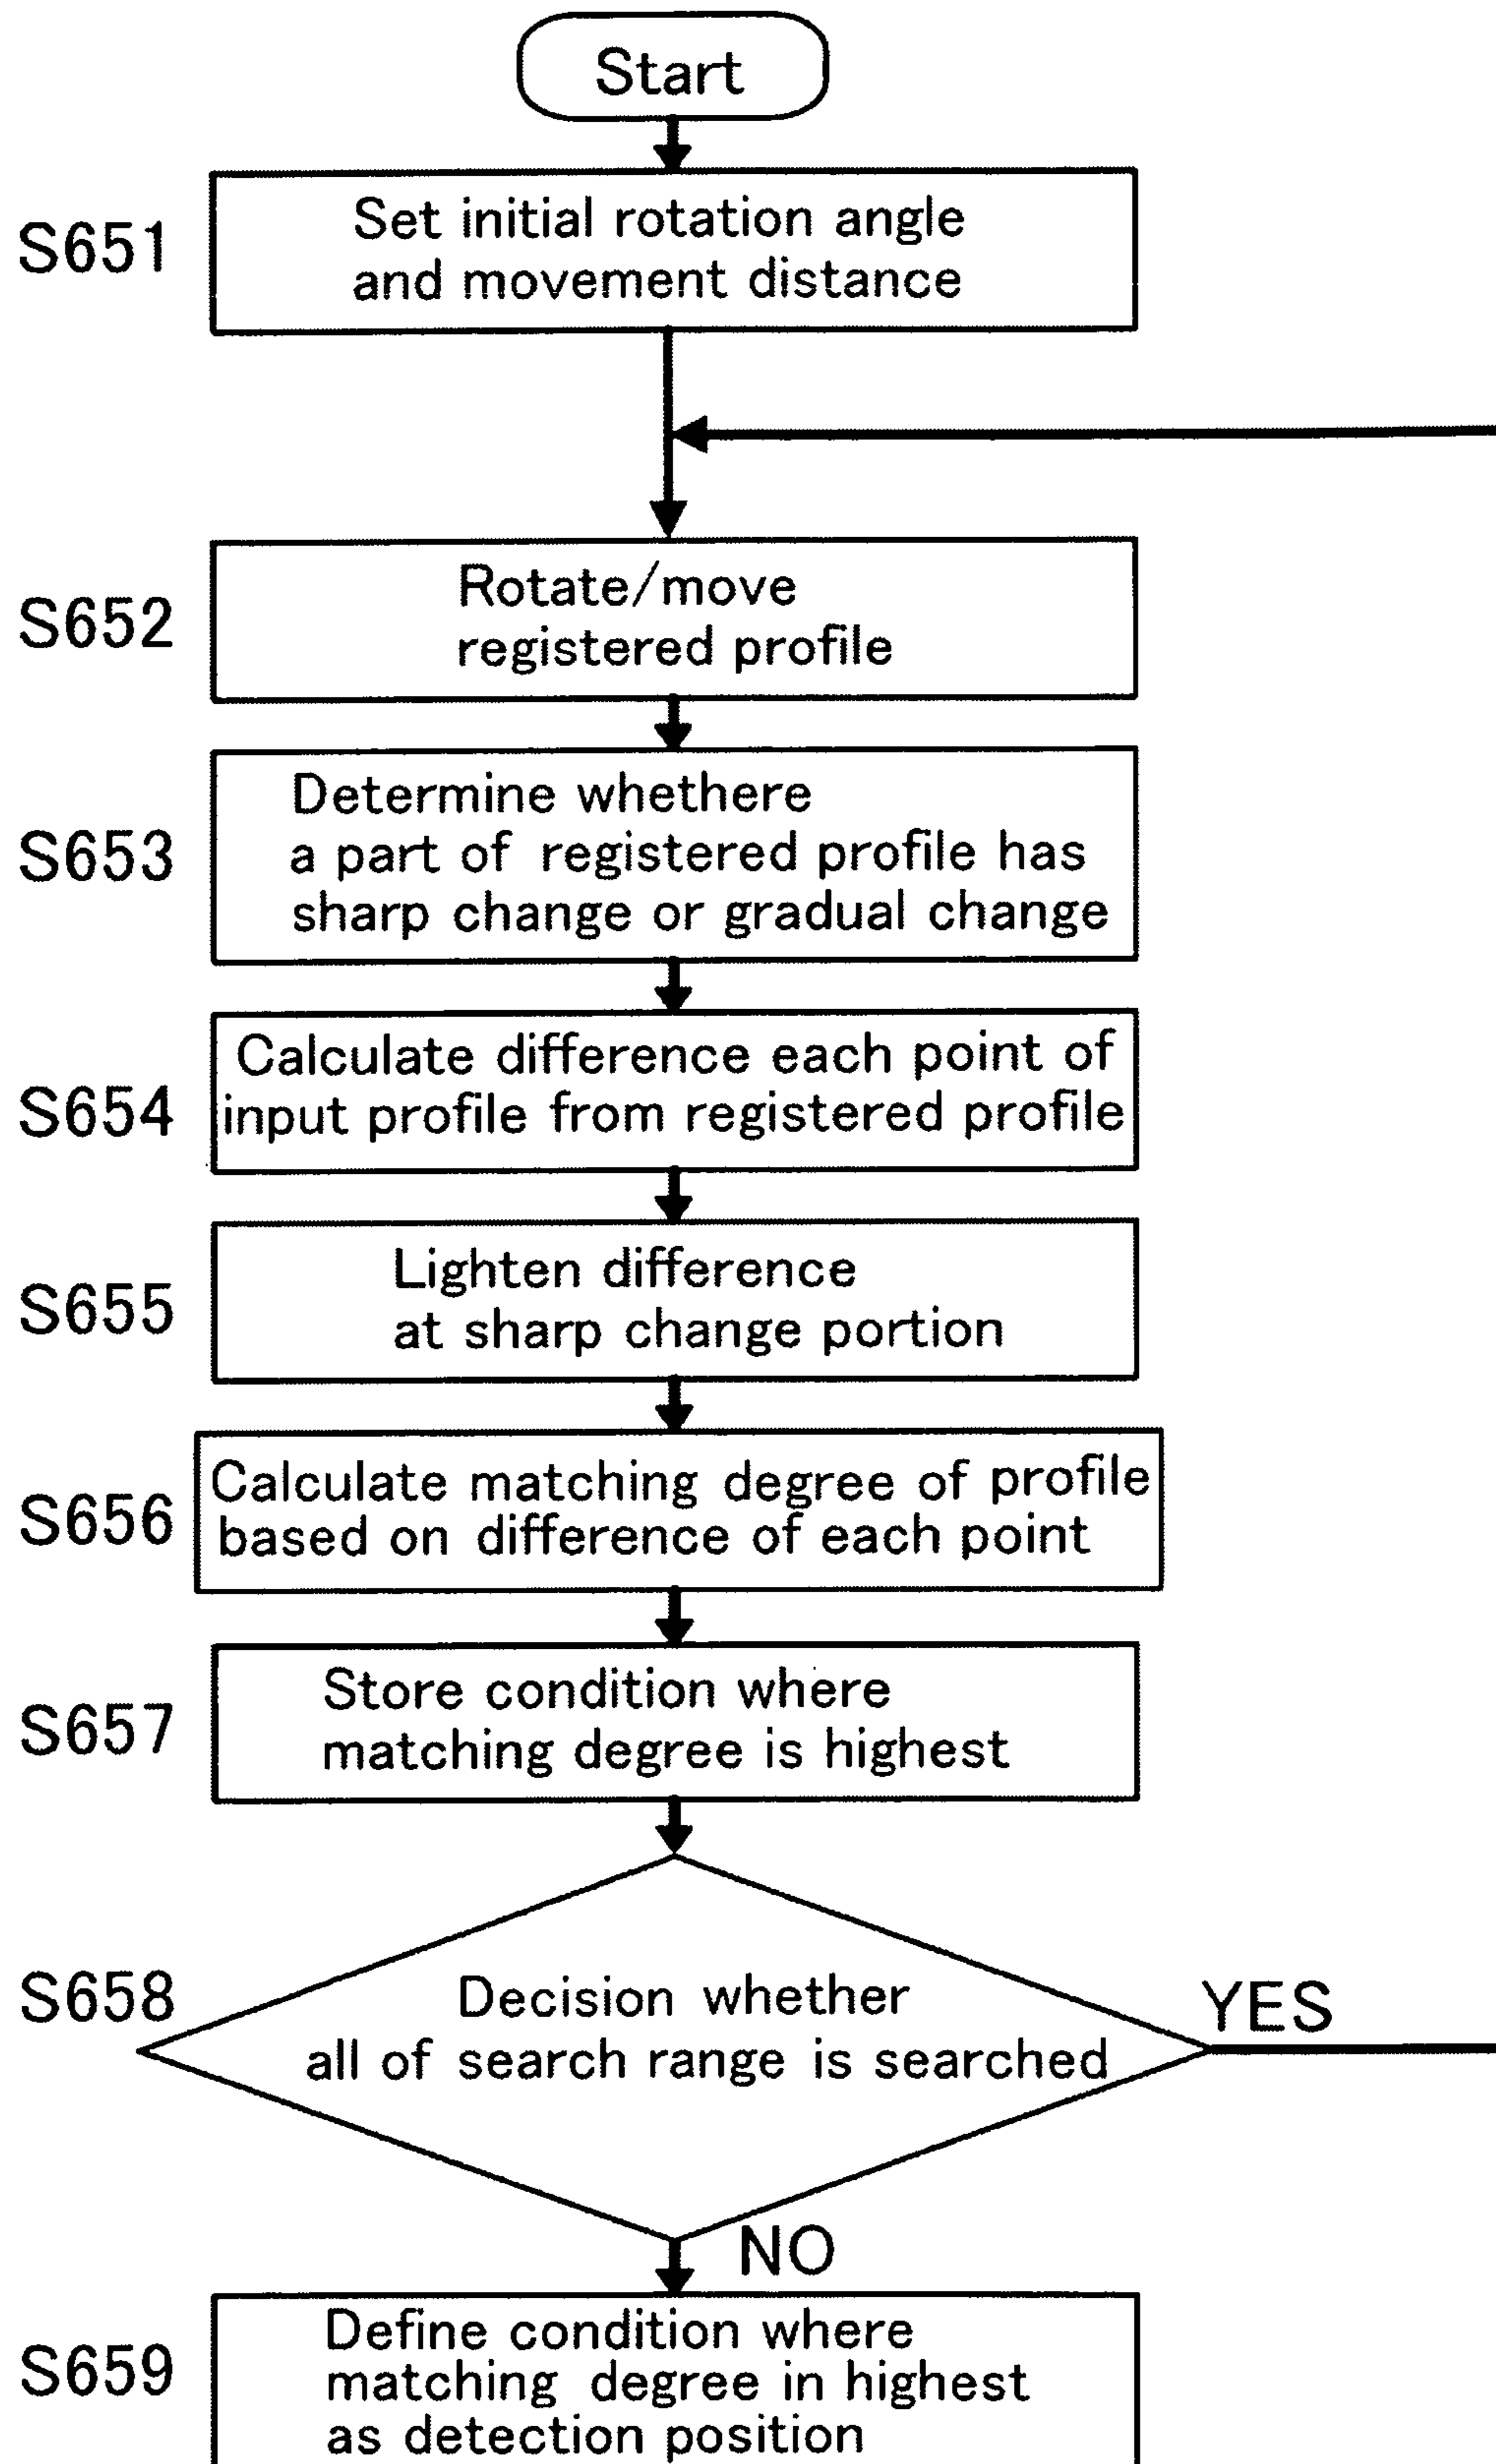 Start
S651
Set initial rotation angle
and movement distance
S652
Rotate/move
registered profile
S653
Determine whethere
a part of registered profile has
sharp change or gradual change
S654
Calculate difference each point of
input profile from registered profile
S655
Lighten difference
at sharp change portion
S656
Calculate matching degree of profile
based on difference of each point
S657
Store condition where
matching degree is highest
S658
Decision whether
all of search range is searched
YES
NO
S659
Define condition where
matching degree in highest
as detection position